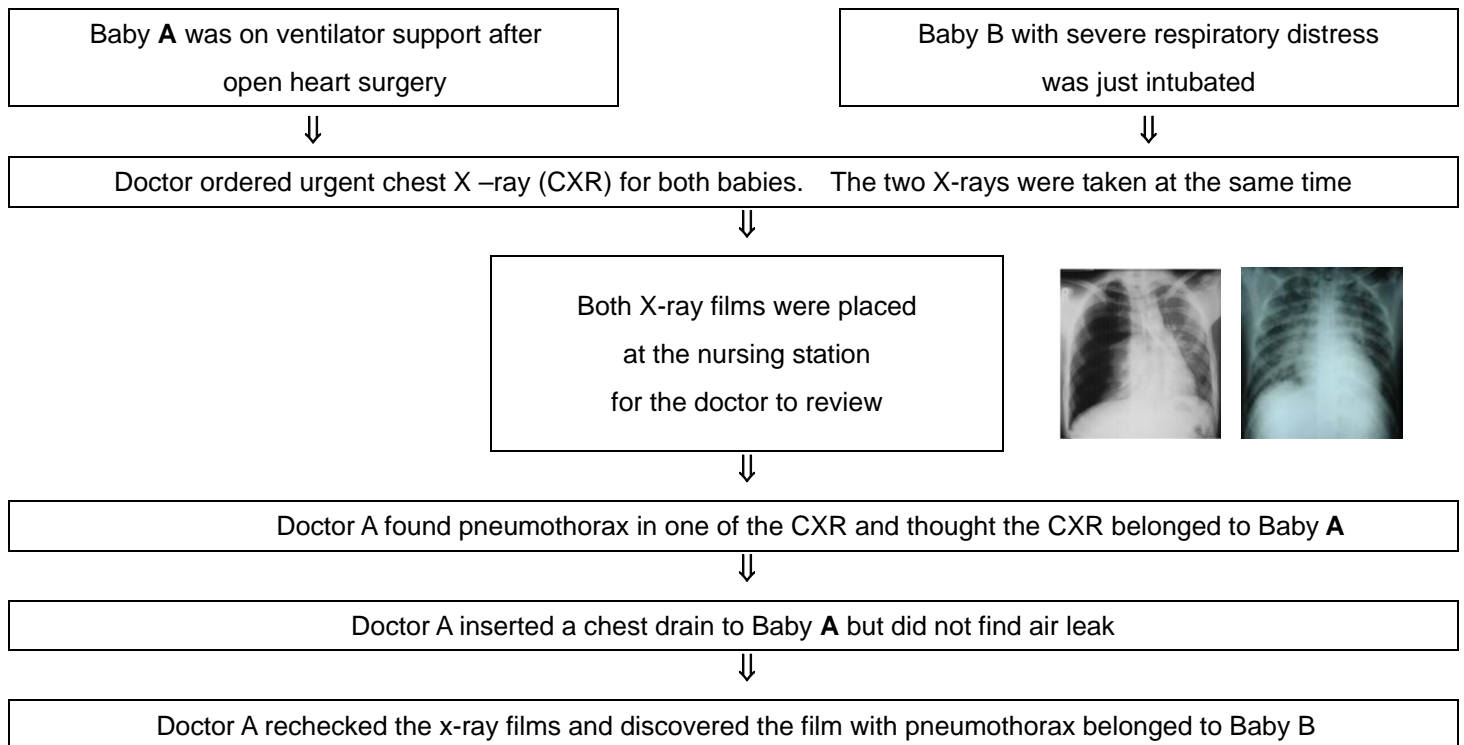 Baby A was on ventilator support after
open heart surgery
Baby B with severe respiratory distress
was just intubated
⇓
⇓
Doctor ordered urgent chest X –ray (CXR) for both babies. The two X-rays were taken at the same time
⇓
Both X-ray films were placed
at the nursing station
for the doctor to review
⇓
Doctor A found pneumothorax in one of the CXR and thought the CXR belonged to Baby A
⇓
Doctor A inserted a chest drain to Baby A but did not find air leak
⇓
Doctor A rechecked the x-ray films and discovered the film with pneumothorax belonged to Baby B